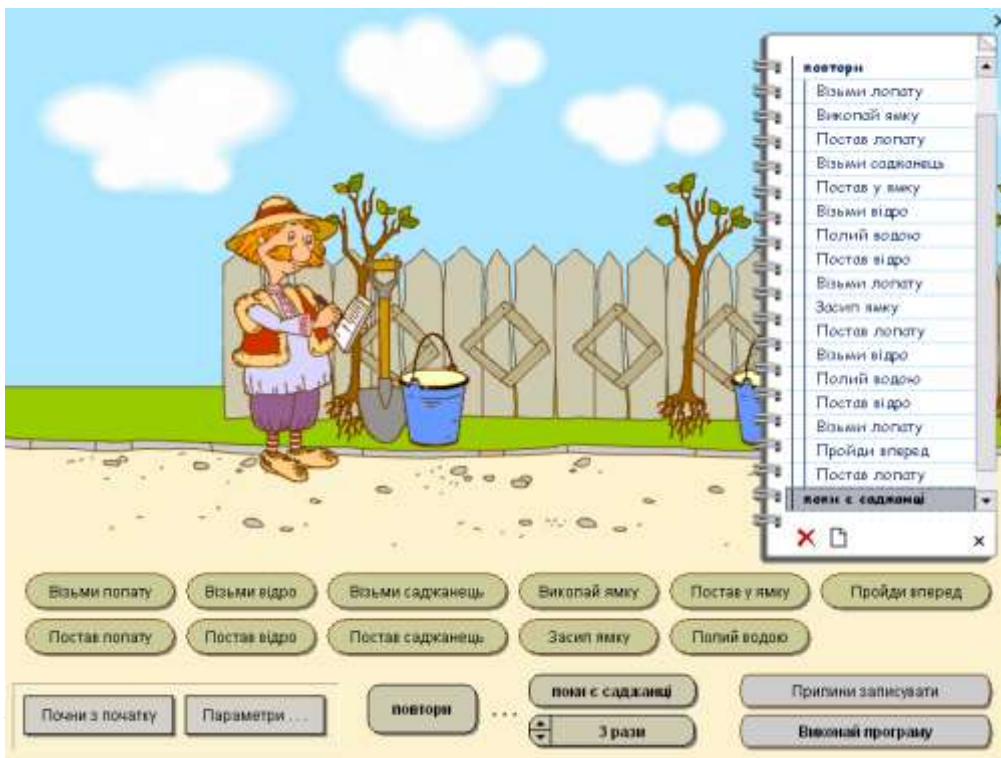 повтори
Візьми лопату
Викопай ямку
Постав лопату
Візьми саджанець
Постав у ямку
Візьми відро
Полий водою
Постав відро
Візьми лопату
Засип ямку
Постав лопату
Візьми відро
Полий водою
Постав відро
Візьми лопату
Пройди вперед
Постав лопату
поки є саджанці
Візьми лопату Візьми відро Візьми саджанець Викопай ямку Постав у ямку Пройди вперед
Постав лопату Постав відро Постав саджанець Засип ямку Полий водою
Почни з початку Параметри ... повтори ... поки є саджанці Припини записувати
3 рази Виконай програму